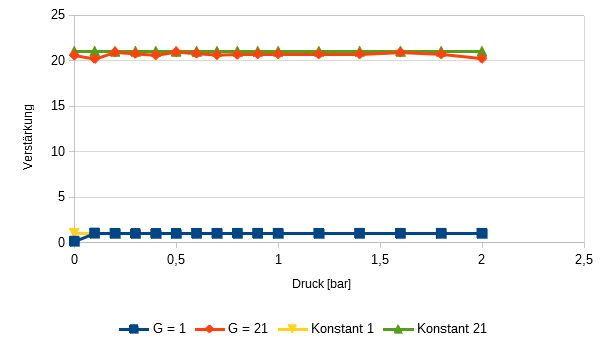 25
20
15
10
5
0
Verstärkung
0 0,5 1 1,5 2 2,5
Druck [bar]
G = 1 G = 21 Konstant 1 Konstant 21